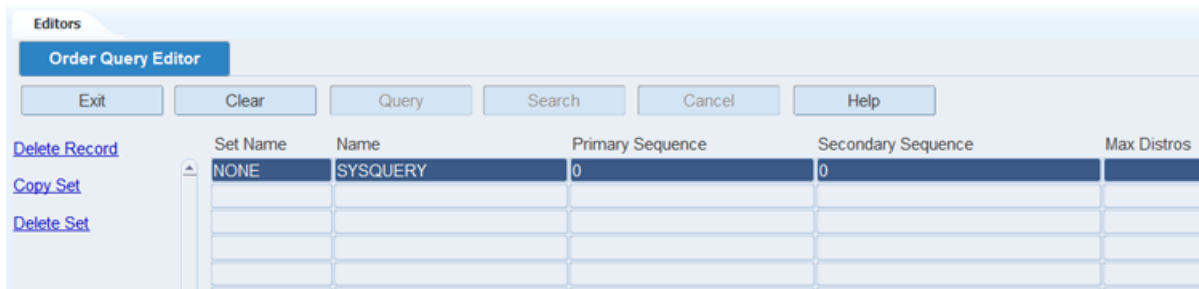 Editors
Order Query Editor
Exit Clear Query Search Cancel Help
Delete Record
Copy Set
Delete Set
Set Name Name Primary Sequence Secondary Sequence Max Distros
NONE SYSQUERY 0 0